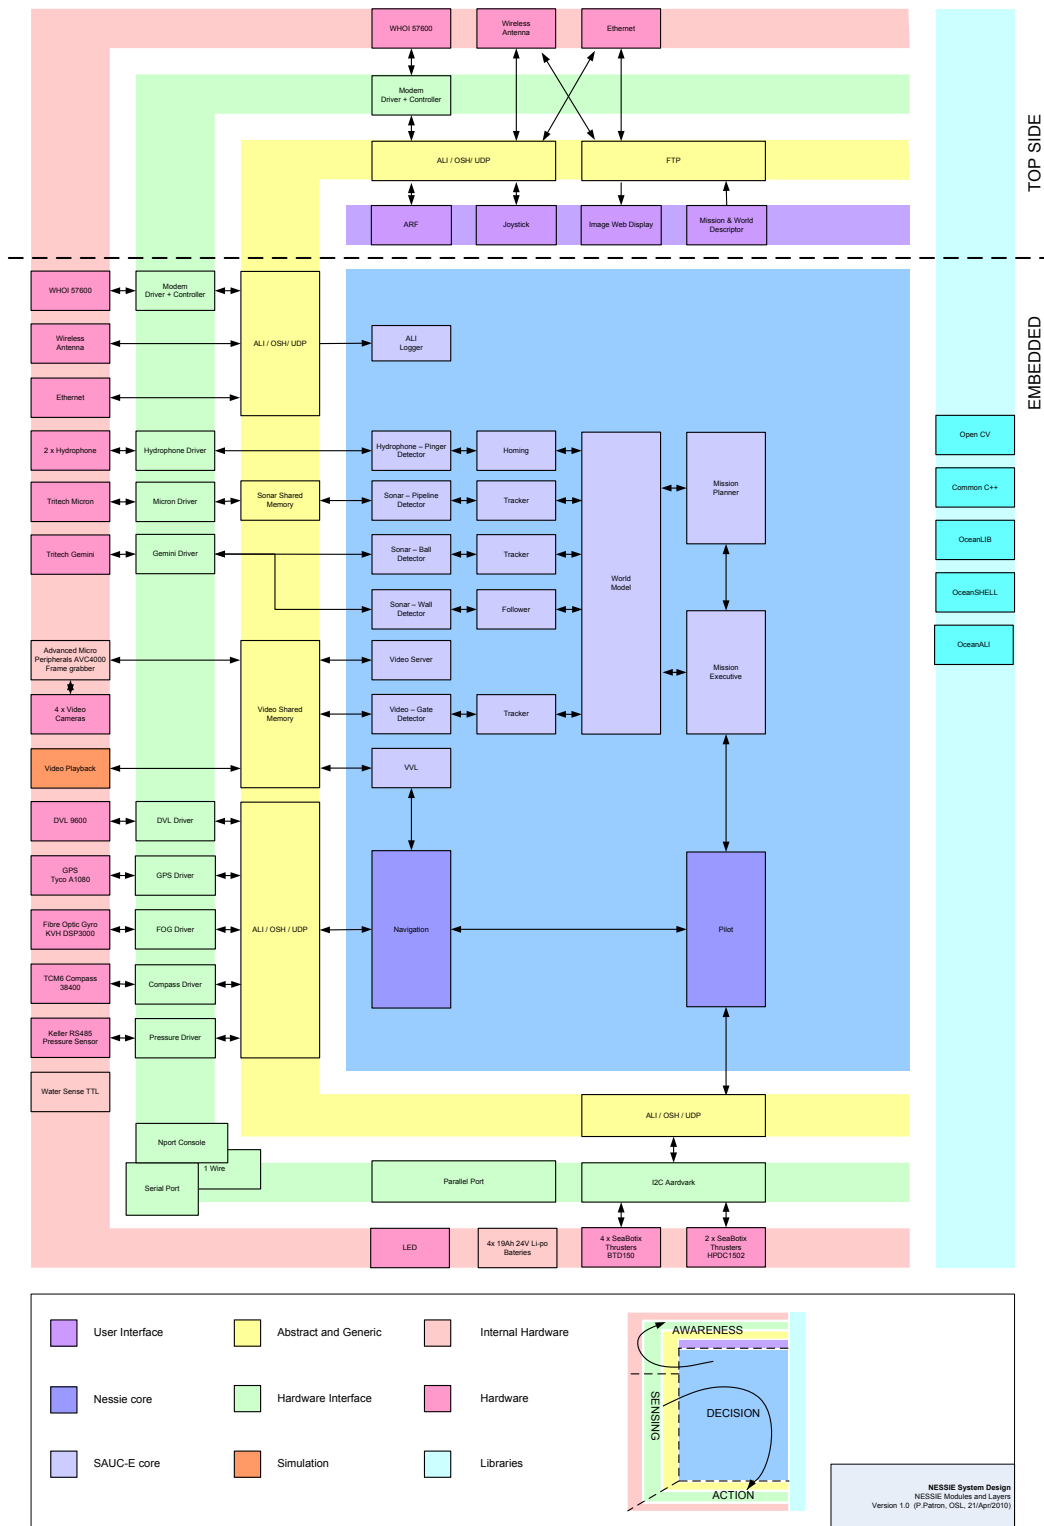 WHOI 57600
Wireless
Antenna
Ethernet
Modem
Driver + Controller
ALI / OSH/ UDP
FTP
ARF
Joystick
Image Web Display
Mission & World
Descriptor
TOP SIDE
EMBEDDED
WHOI 57600
Modem
Driver + Controller
ALI / OSH/ UDP
ALI
Logger
Wireless
Antenna
Ethernet
2 x Hydrophone
Hydrophone Driver
Hydrophone – Pinger
Detector
Homing
World
Model
Mission
Planner
Open CV
Tritech Micron
Micron Driver
Sonar Shared
Memory
Sonar – Pipeline
Detector
Tracker
Common C++
Tritech Gemini
Gemini Driver
Sonar – Ball
Detector
Tracker
OceanLIB
Sonar – Wall
Detector
Follower
OceanSHELL
Advanced Micro
Peripherals AVC4000
Frame grabber
Video Shared
Memory
Video Server
Mission
Executive
OceanALI
4 x Video
Cameras
Video – Gate
Detector
Tracker
Video Playback
VVL
DVL 9600
DVL Driver
GPS
Tyco A1080
GPS Driver
Fibre Optic Gyro
KVH DSP3000
FOG Driver
ALI / OSH / UDP
Navigation
Pilot
TCM6 Compass
38400
Compass Driver
Keller RS485
Pressure Sensor
Pressure Driver
Water Sense TTL
ALI / OSH / UDP
Nport Console
1 Wire
Serial Port
Parallel Port
I2C Aardvark
LED
4x 19Ah 24V Li-po
Bateries
4 x SeaBotix
Thrusters
BTD150
2 x SeaBotix
Thrusters
HPDC1502
User Interface
Abstract and Generic
Internal Hardware
Nessie core
Hardware Interface
Hardware
SAUC-E core
Simulation
Libraries
AWARENESS
SENSING
DECISION
ACTION
NESSIE System Design
NESSIE Modules and Layers
Version 1.0 (P.Patron, OSL, 21/Apr/2010)